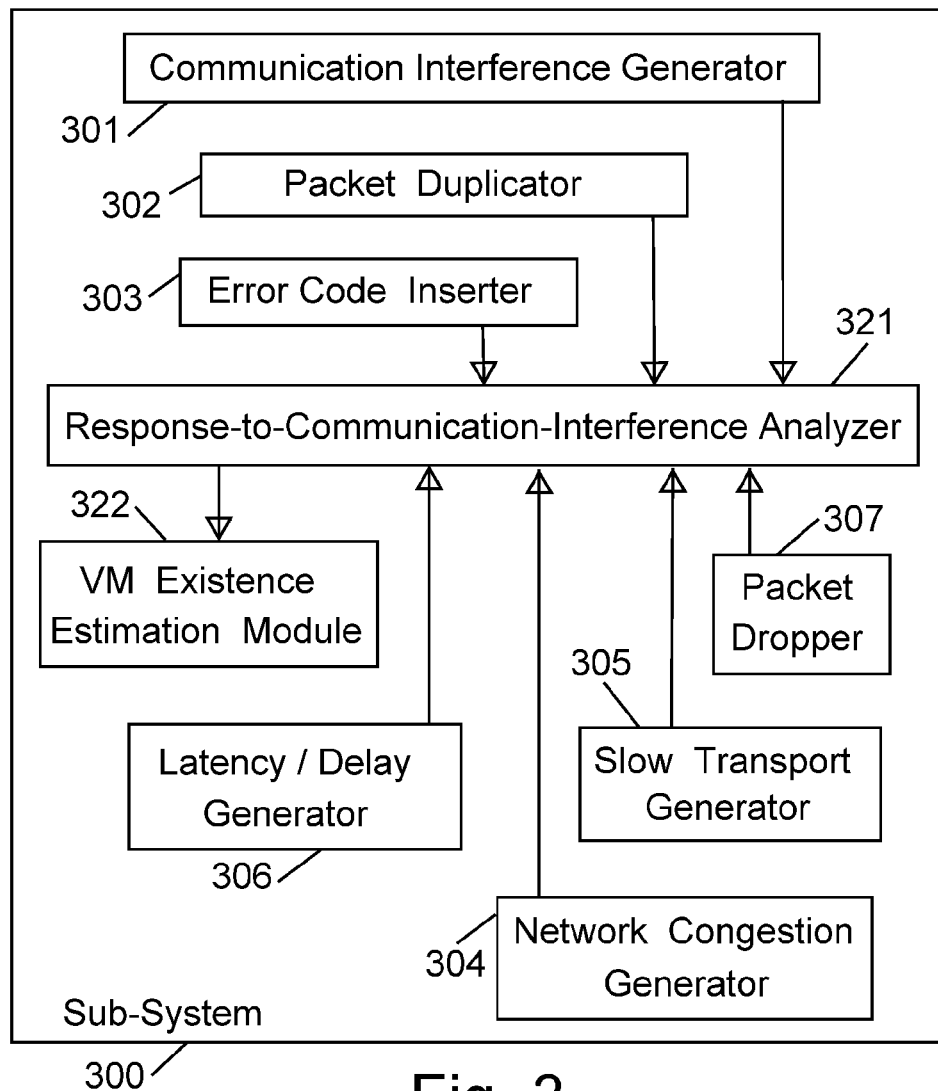 Communication Interference Generator
301
Packet Duplicator
302
Error Code Inserter
303
321
Response-to-Communication-Interference Analyzer
322
VM Existence
Estimation Module
307
Packet
Dropper
305
Slow Transport
Generator
Latency / Delay
Generator
306
304
Network Congestion
Generator
Sub-System
300